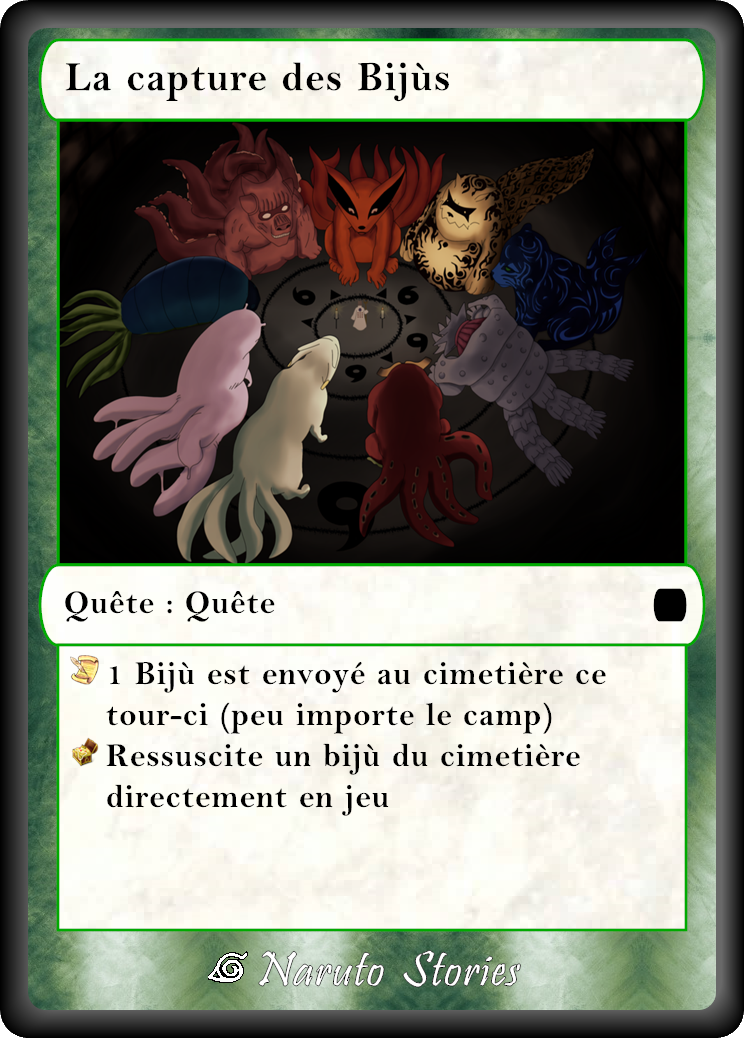 La capture des Bijùs
Quête : Quête
1 Bijù est envoyé au cimetière ce
tour-ci (peu importe le camp)
Ressuscite un bijù du cimetière
directement en jeu
Naruto Stories